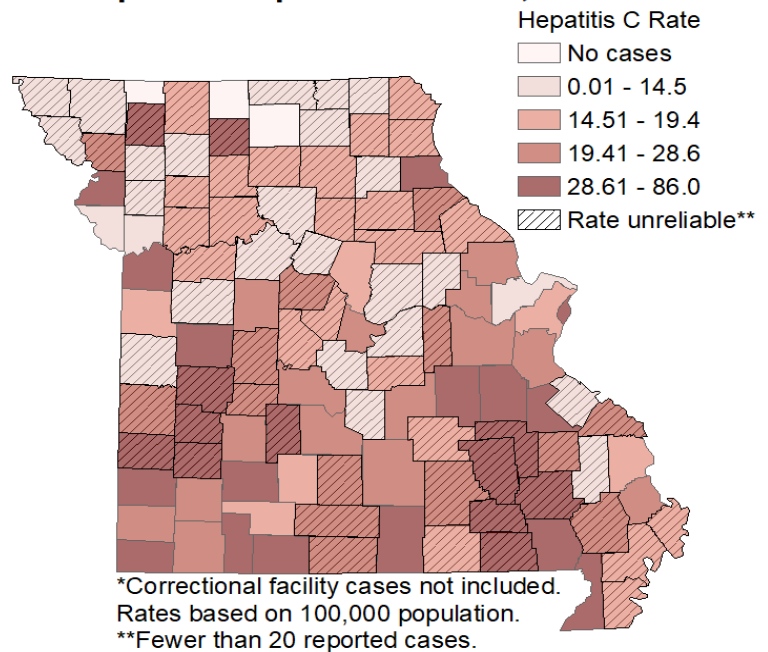 Hepatitis C Rate
No cases
0.01 - 14.5
14.51 - 19.4
19.41 - 28.6
28.61 - 86.0
Rate unreliable**
*Correctional facility cases not included.
Rates based on 100,000 population.
**Fewer than 20 reported cases.